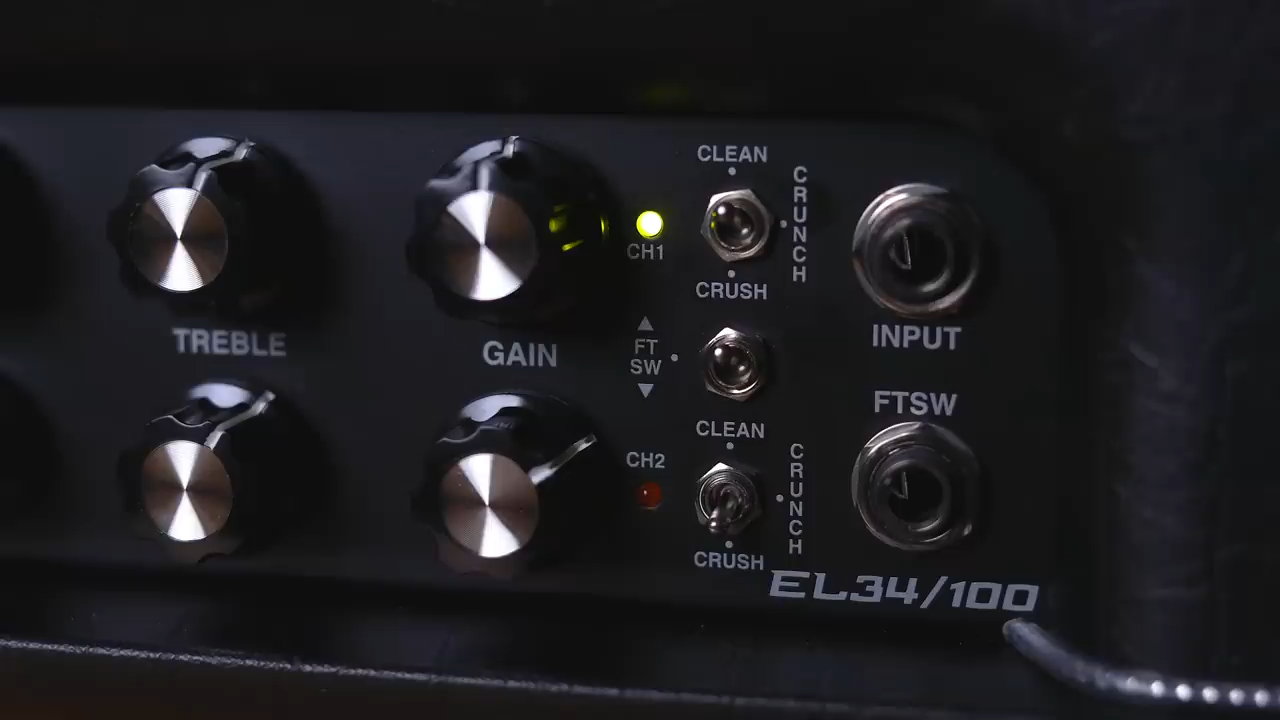 CLEAN
CRUNCH
CH1
CRUSH
TREBLE
GAIN
INPUT
FT
SW
FTSW
CLEAN
CRUNCH
CH2
CRUSH
EL34/100